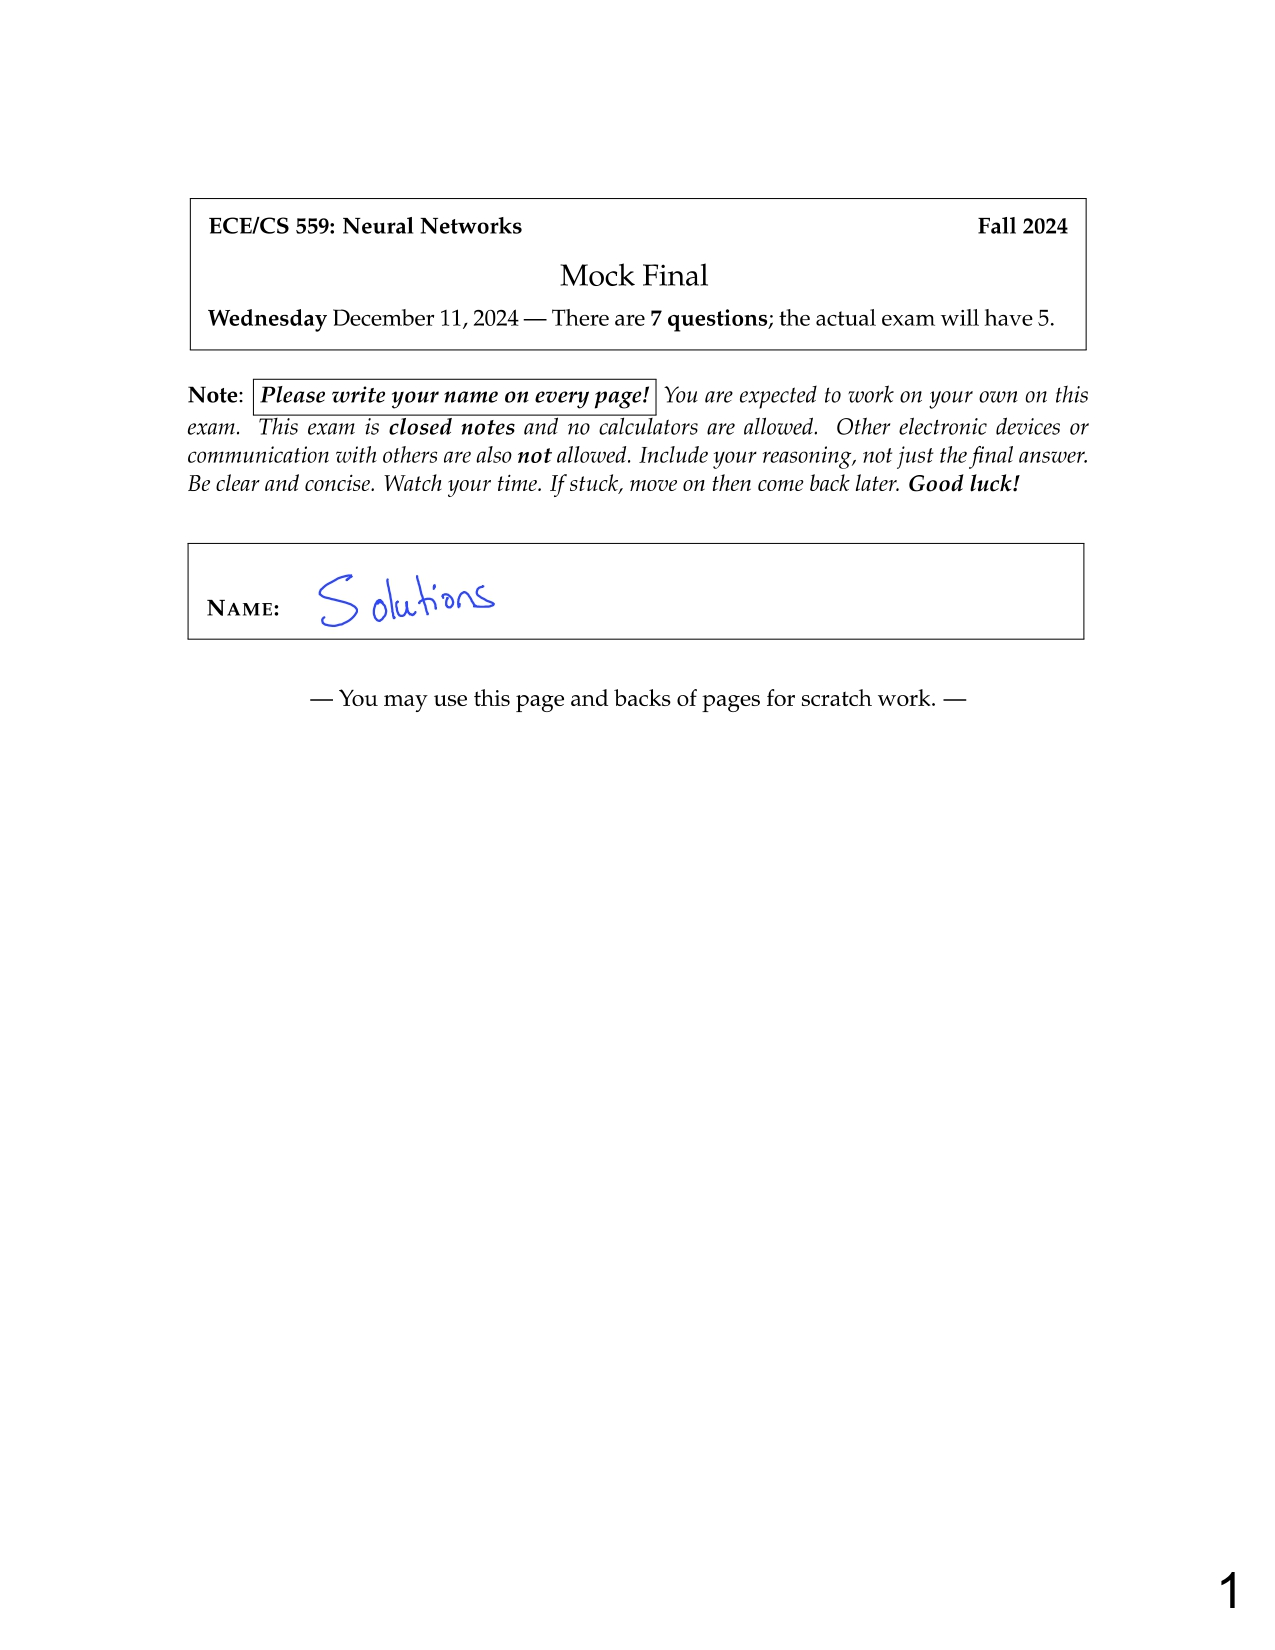 ECE/CS 559: Neural Networks Fall 2024
Mock Final
Wednesday December 11, 2024 — There are 7 questions; the actual exam will have 5.
Note: Please write your name on every page! You are expected to work on your own on this
exam. This exam is closed notes and no calculators are allowed. Other electronic devices or
communication with others are also not allowed. Include your reasoning, not just the final answer.
Be clear and concise. Watch your time. If stuck, move on then come back later. Good luck!
NAME: Solutions
— You may use this page and backs of pages for scratch work. —
1